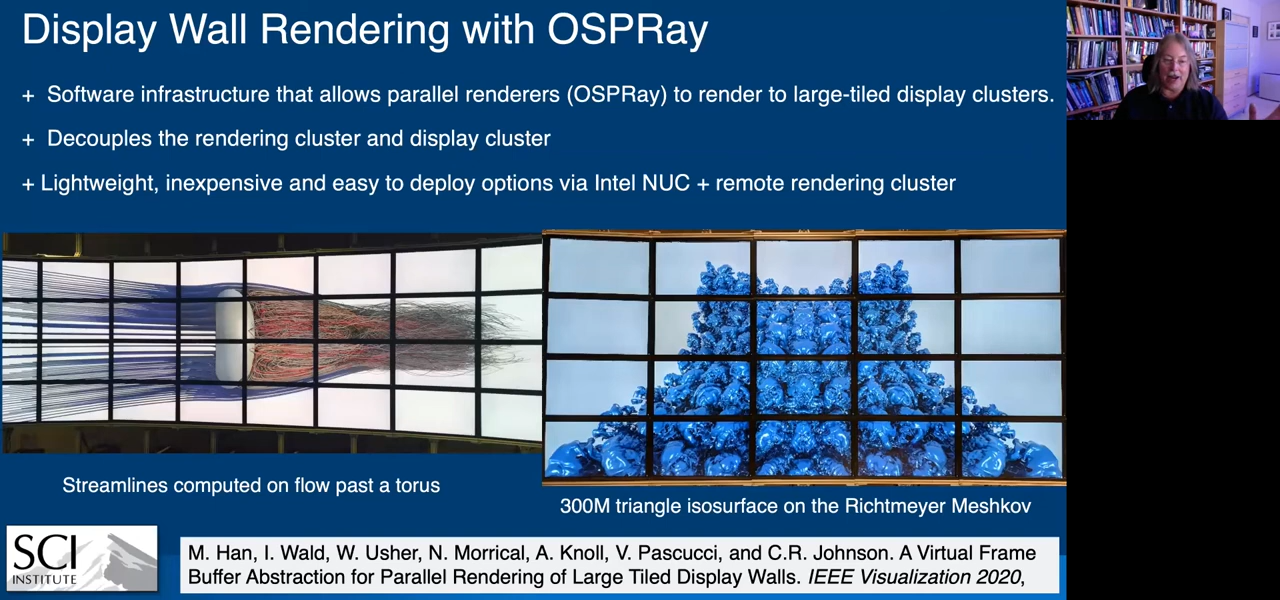 Display Wall Rendering with OSPRay
+ Software infrastructure that allows parallel renderers (OSPRay) to render to large-tiled display clusters.
+ Decouples the rendering cluster and display cluster
+ Lightweight, inexpensive and easy to deploy options via Intel NUC + remote rendering cluster
Streamlines computed on flow past a torus
300M triangle isosurface on the Richtmeyer Meshkov
SCI
INSTITUTE
M. Han, I. Wald, W. Usher, N. Morrical, A. Knoll, V. Pascucci, and C.R. Johnson. A Virtual Frame
Buffer Abstraction for Parallel Rendering of Large Tiled Display Walls. IEEE Visualization 2020,